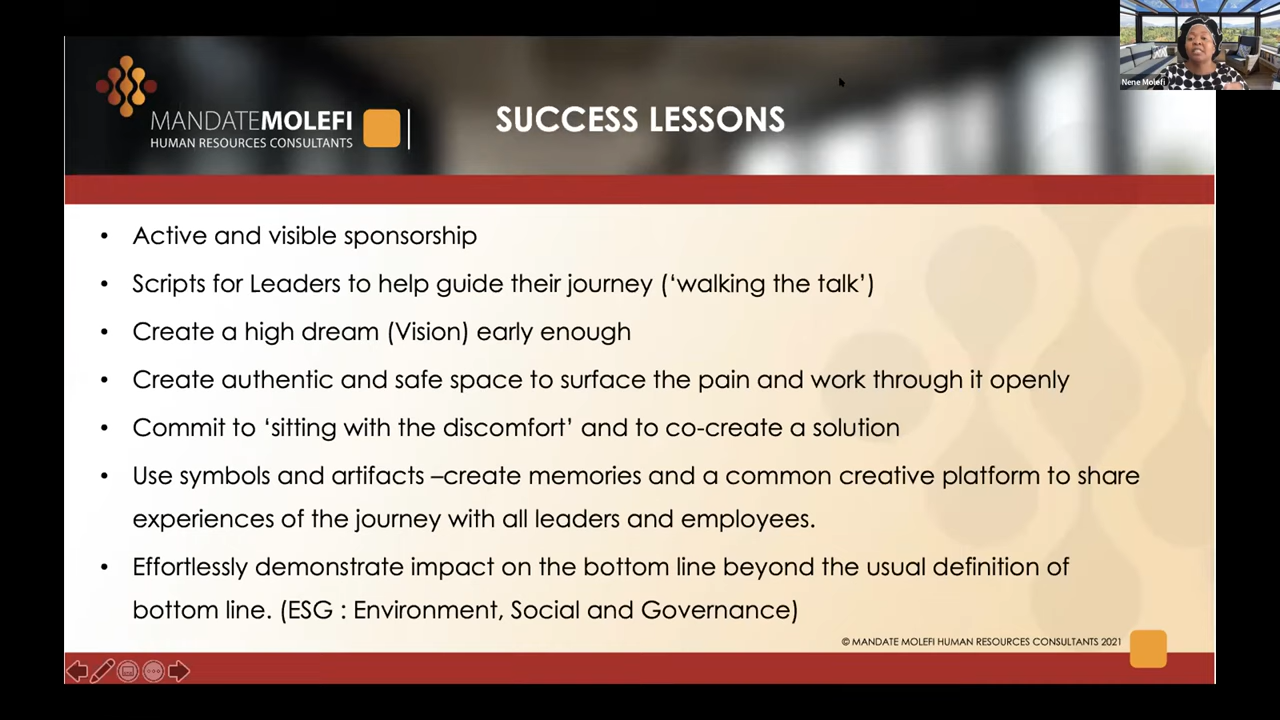 Nene Molefi
MANDATEMOLEFI
HUMAN RESOURCES CONSULTANTS
SUCCESS LESSONS
• Active and visible sponsorship
• Scripts for Leaders to help guide their journey (‘walking the talk’)
• Create a high dream (Vision) early enough
• Create authentic and safe space to surface the pain and work through it openly
• Commit to ‘sitting with the discomfort’ and to co-create a solution
• Use symbols and artifacts –create memories and a common creative platform to share
experiences of the journey with all leaders and employees.
• Effortlessly demonstrate impact on the bottom line beyond the usual definition of
bottom line. (ESG : Environment, Social and Governance)
© MANDATE MOLEFI HUMAN RESOURCES CONSULTANTS 2021